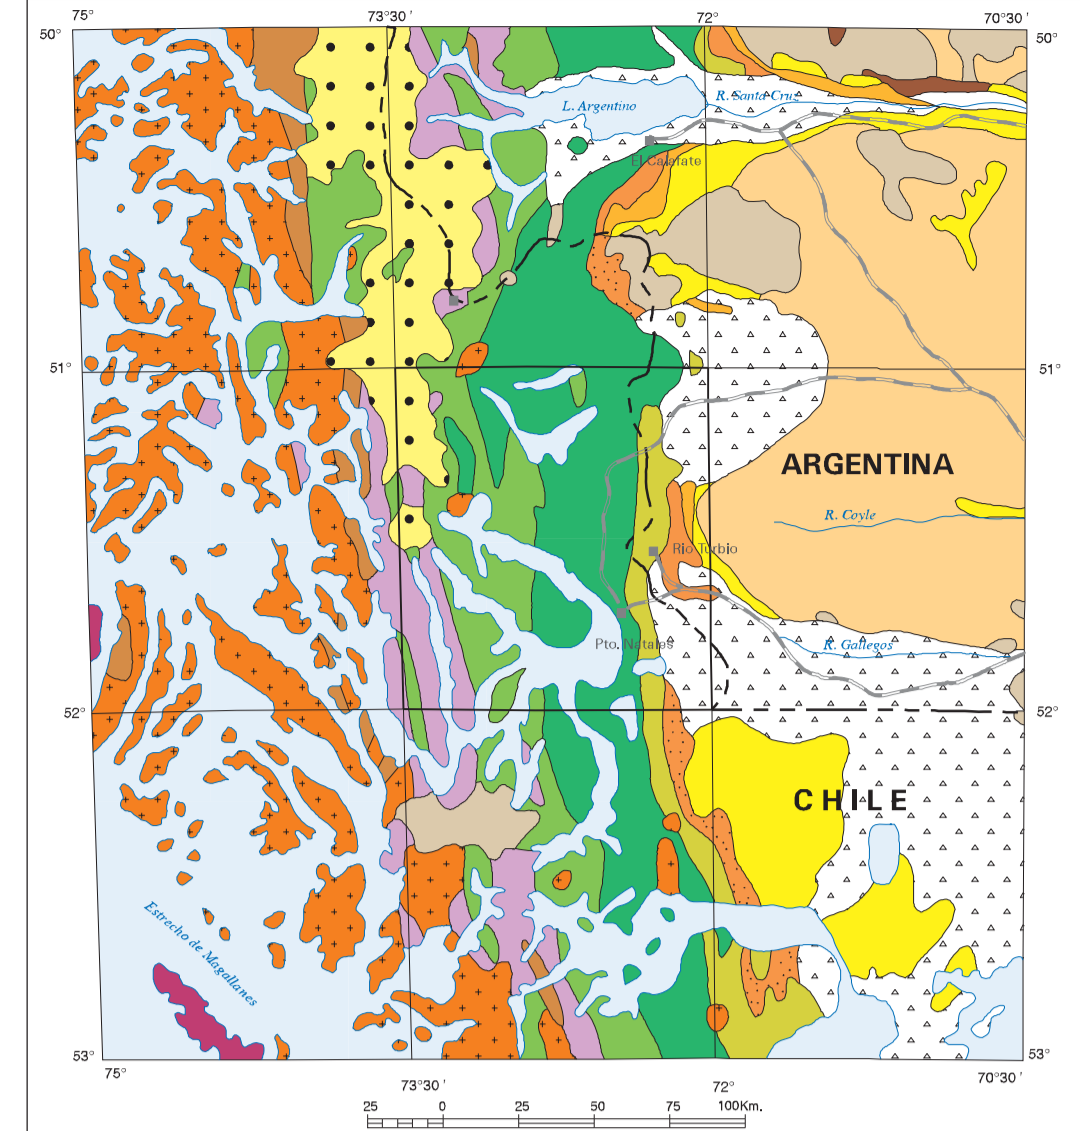 75°
73°30'
72°
70°30'
50°
50°
L. Argentino
R. Santa Cruz
El Calafate
51°
51°
ARGENTINA
R. Coyle
Rio Turbio
Pto. Natales
R. Gallegos
52°
52°
CHILE
Estrecho de Magallanes
53°
53°
75°
73°30'
72°
70°30'
25 0 25 50 75 100Km.